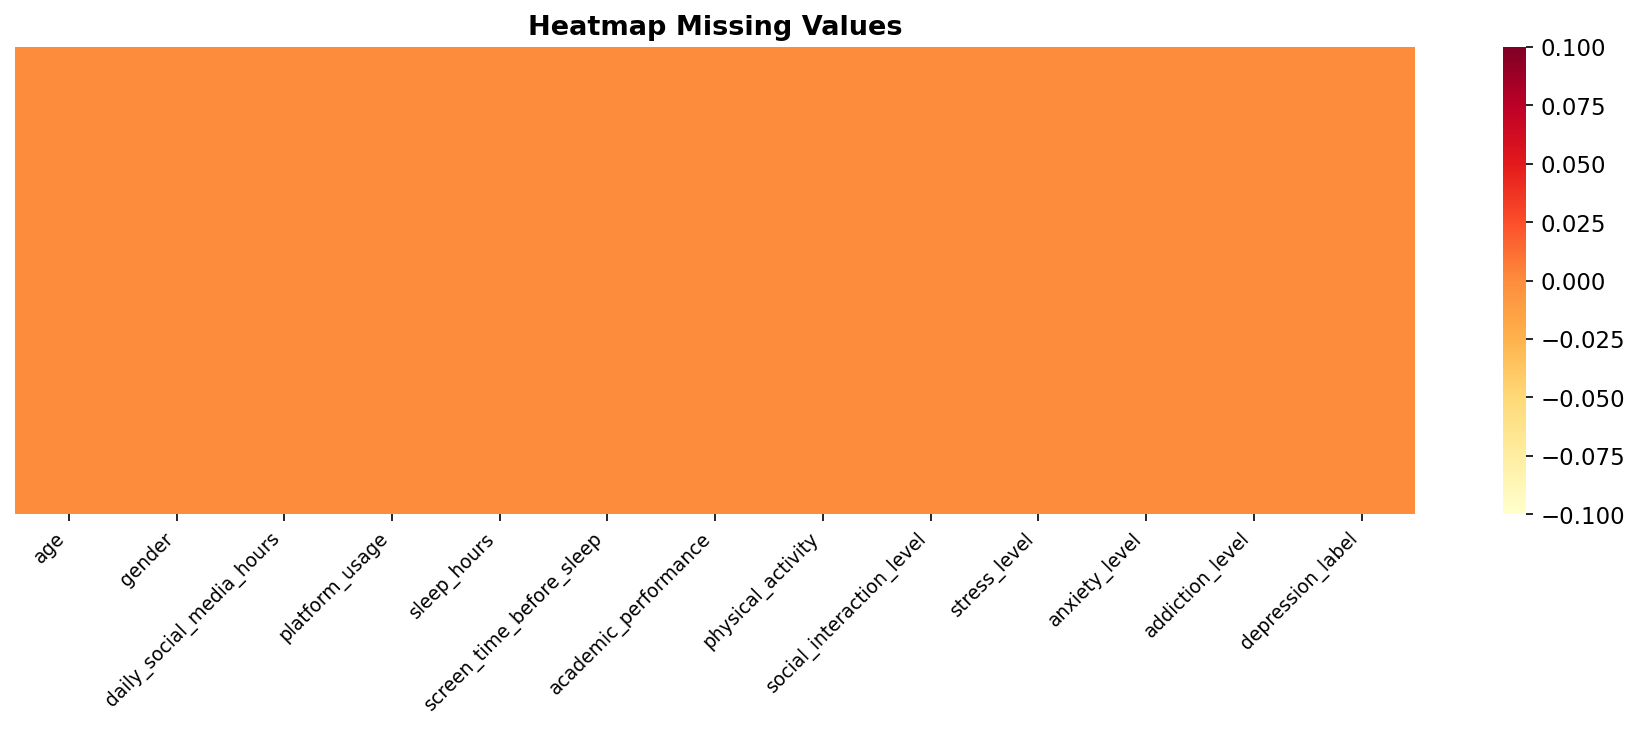 Heatmap Missing Values
0.100
0.075
0.050
0.025
0.000
−0.025
−0.050
−0.075
−0.100
age
gender
daily_social_media_hours
platform_usage
sleep_hours
screen_time_before_sleep
academic_performance
physical_activity
social_interaction_level
stress_level
anxiety_level
addiction_level
depression_label